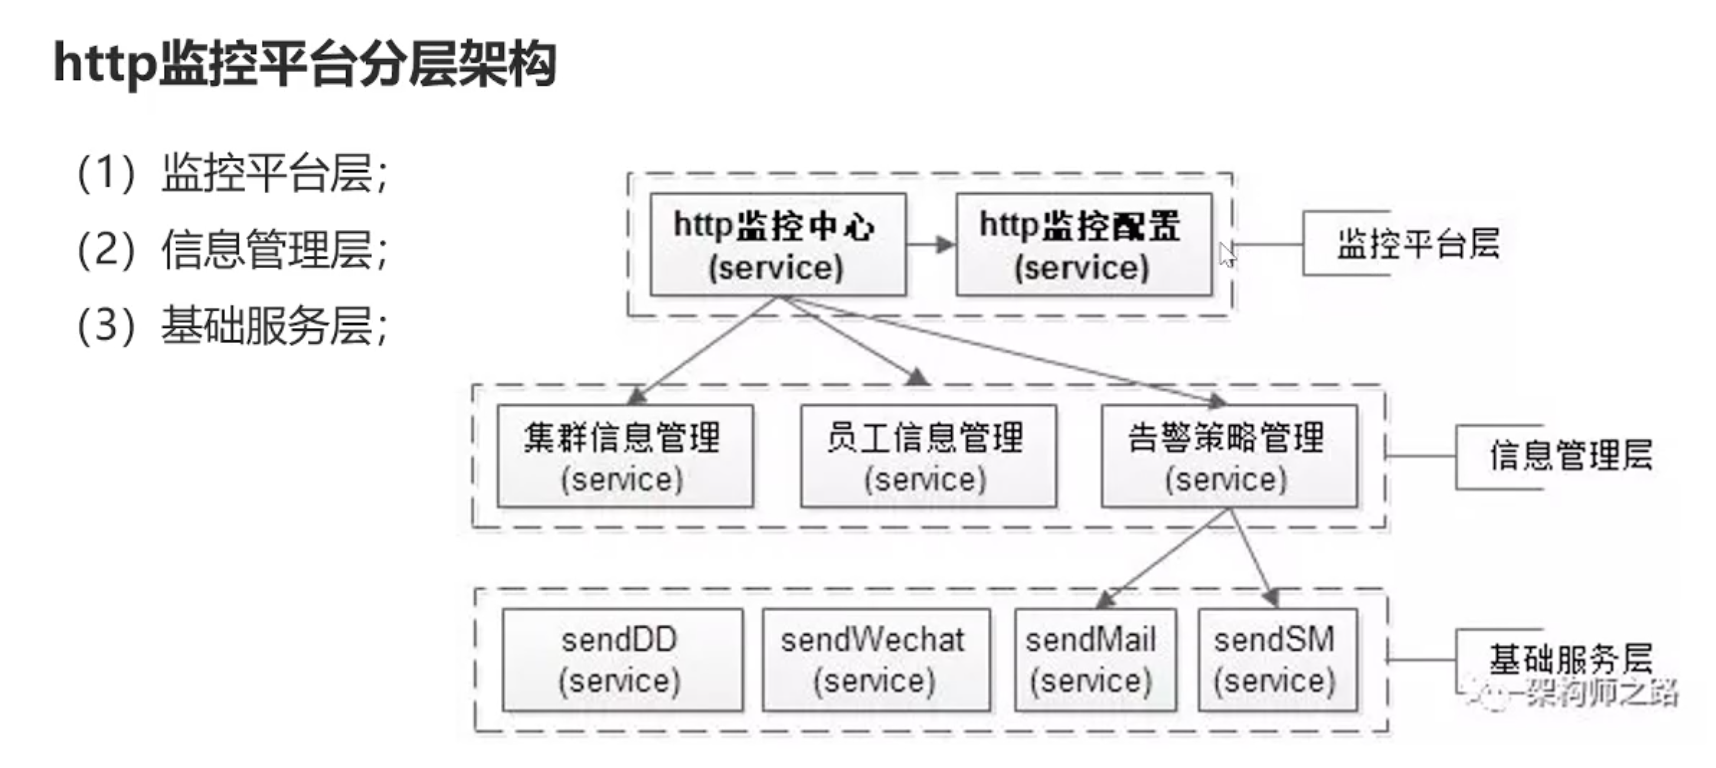 http监控平台分层架构
（1）监控平台层；
（2）信息管理层；
（3）基础服务层；
http监控中心
(service)
http监控配置
(service)
监控平台层
集群信息管理
(service)
员工信息管理
(service)
告警策略管理
(service)
信息管理层
sendDD
(service)
sendWechat
(service)
sendMail
(service)
sendSM
(service)
基础服务层
架构师之路